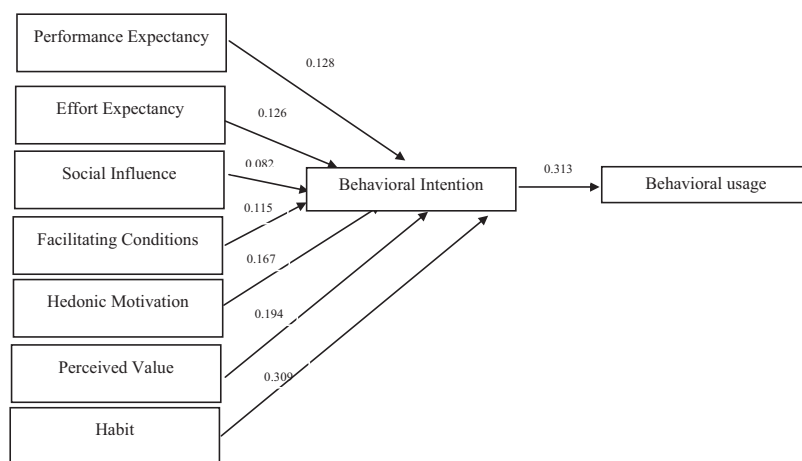 Performance Expectancy
0.128
Effort Expectancy
0.126
Social Influence
0.082
Behavioral Intention
0.313
Behavioral usage
0.115
Facilitating Conditions
0.167
Hedonic Motivation
0.194
Perceived Value
0.309
Habit